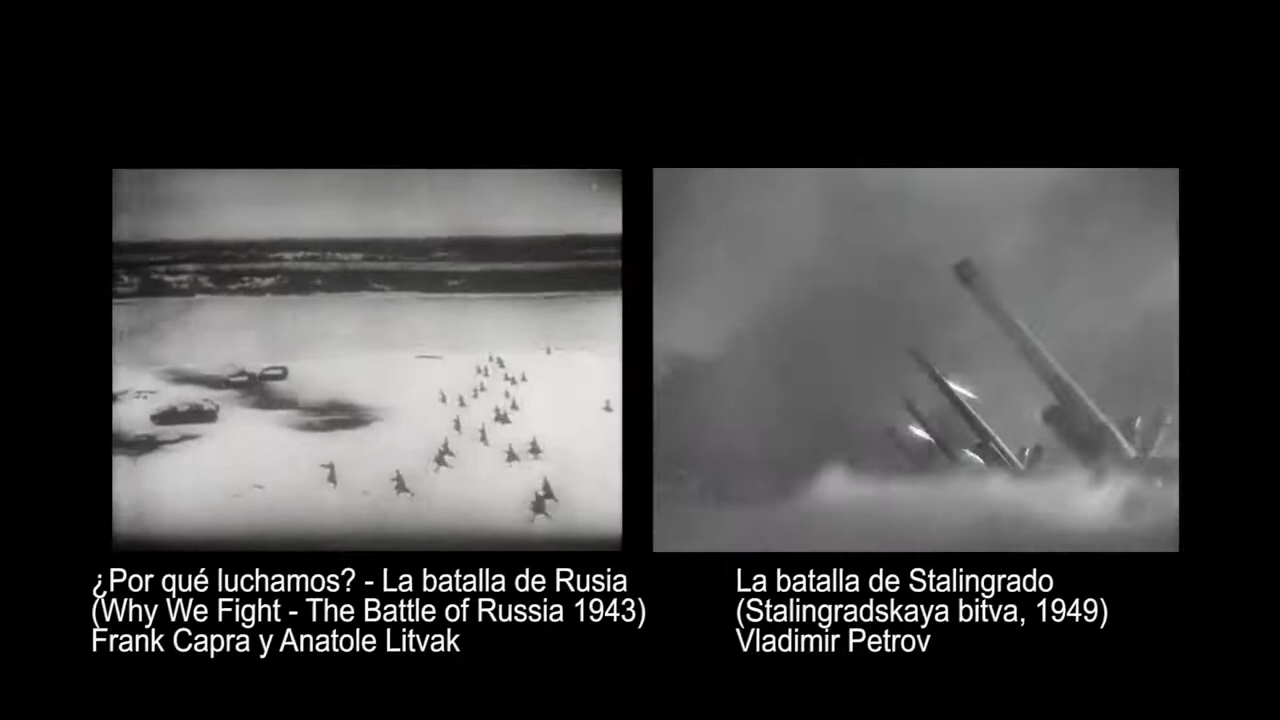 ¿Por qué luchamos? - La batalla de Rusia
(Why We Fight - The Battle of Russia 1943)
Frank Capra y Anatole Litvak
La batalla de Stalingrado
(Stalingradskaya bitva, 1949)
Vladimir Petrov